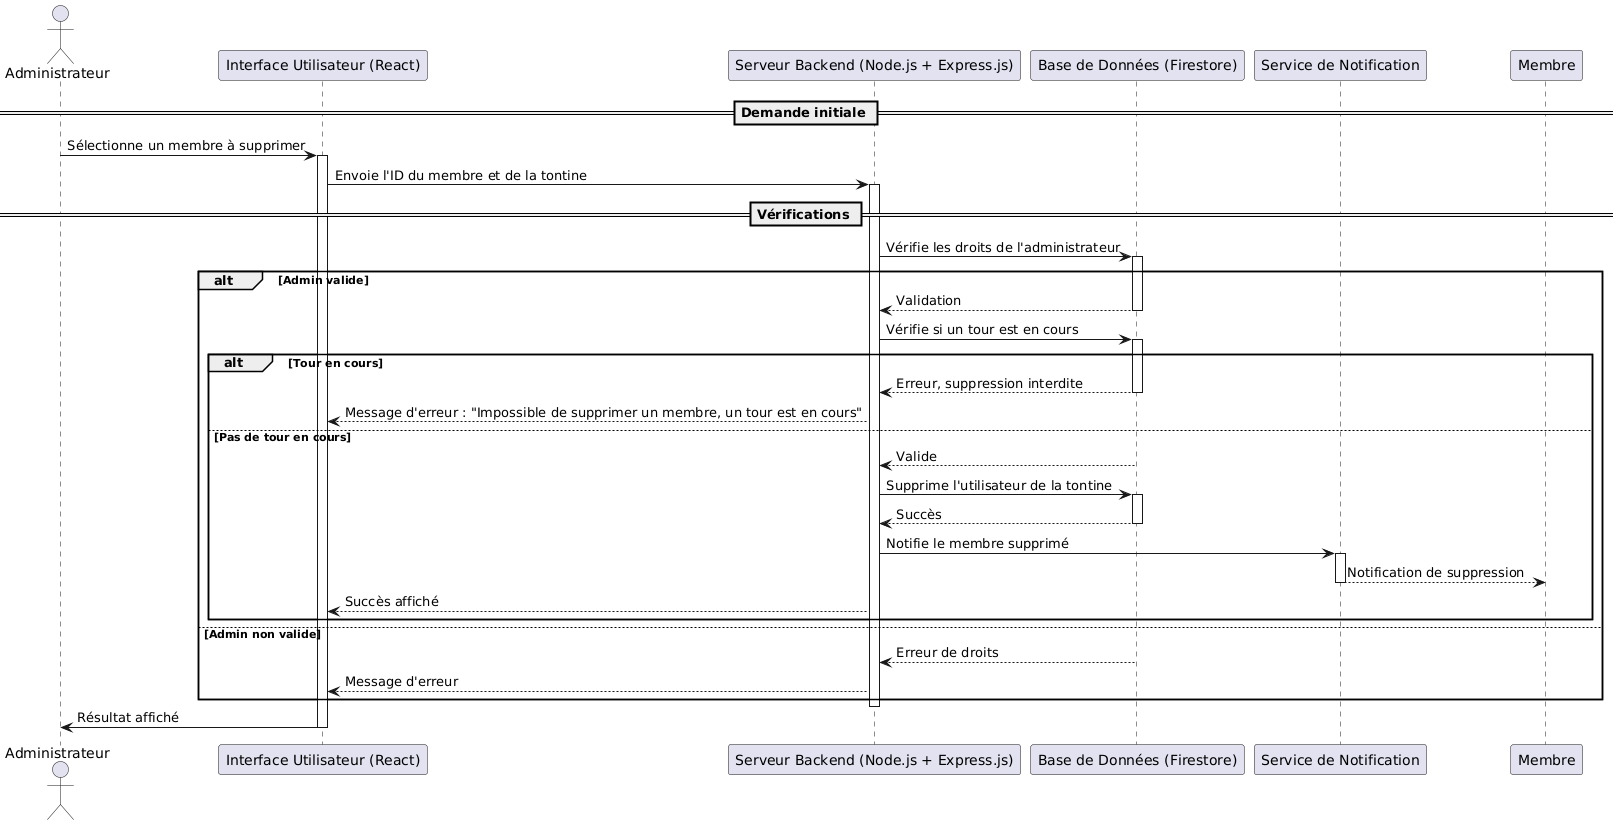 Administrateur
Interface Utilisateur (React)
Serveur Backend (Node.js + Express.js)
Base de Données (Firestore)
Service de Notification
Membre
Demande initiale
Sélectionne un membre à supprimer
Envoie l'ID du membre et de la tontine
Vérifications
Vérifie les droits de l'administrateur
alt [Admin valide]
Validation
Vérifie si un tour est en cours
alt [Tour en cours]
Erreur, suppression interdite
Message d'erreur : "Impossible de supprimer un membre, un tour est en cours"
[Pas de tour en cours]
Valide
Supprime l'utilisateur de la tontine
Succès
Notifie le membre supprimé
Notification de suppression
Succès affiché
[Admin non valide]
Erreur de droits
Message d'erreur
Résultat affiché
Administrateur
Interface Utilisateur (React)
Serveur Backend (Node.js + Express.js)
Base de Données (Firestore)
Service de Notification
Membre